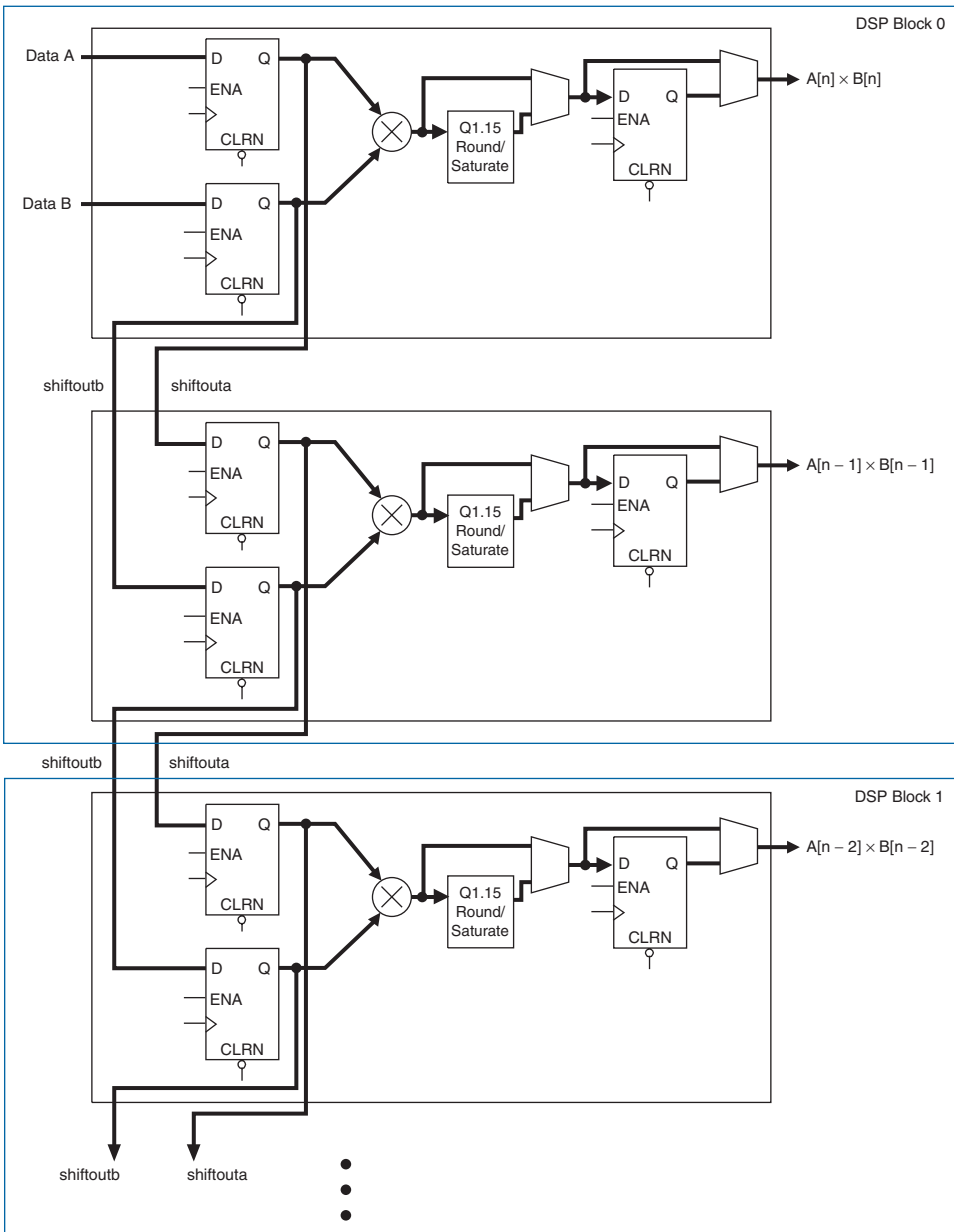 DSP Block 0
Data A
D Q
ENA
CLRN
Q1.15
Round/
Saturate
D Q
ENA
CLRN
A[n] × B[n]
Data B
D Q
ENA
CLRN
shiftoutb
shiftouta
D Q
ENA
CLRN
Q1.15
Round/
Saturate
D Q
ENA
CLRN
A[n – 1] × B[n – 1]
D Q
ENA
CLRN
shiftoutb
shiftouta
DSP Block 1
D Q
ENA
CLRN
Q1.15
Round/
Saturate
D Q
ENA
CLRN
A[n – 2] × B[n – 2]
D Q
ENA
CLRN
shiftoutb
shiftouta